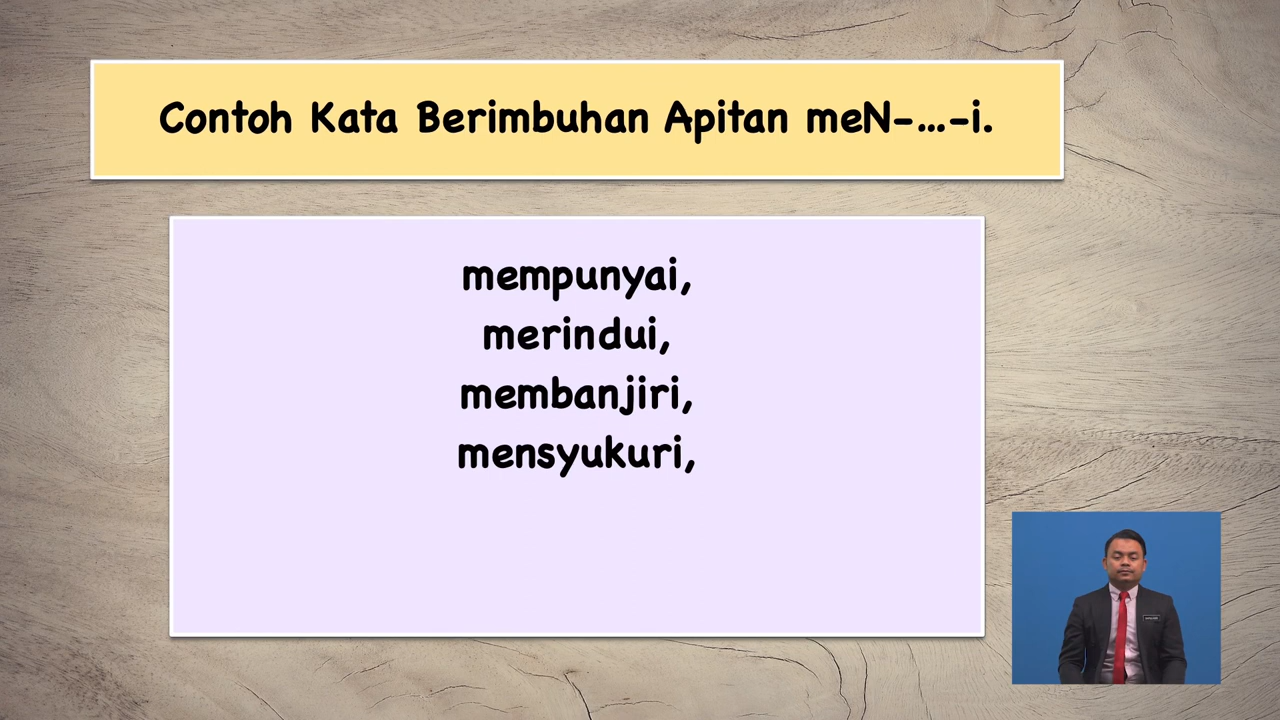 Contoh Kata Berimbuhan Apitan meN-...-i.
mempunyai,
merindui,
membanjiri,
mensyukuri,